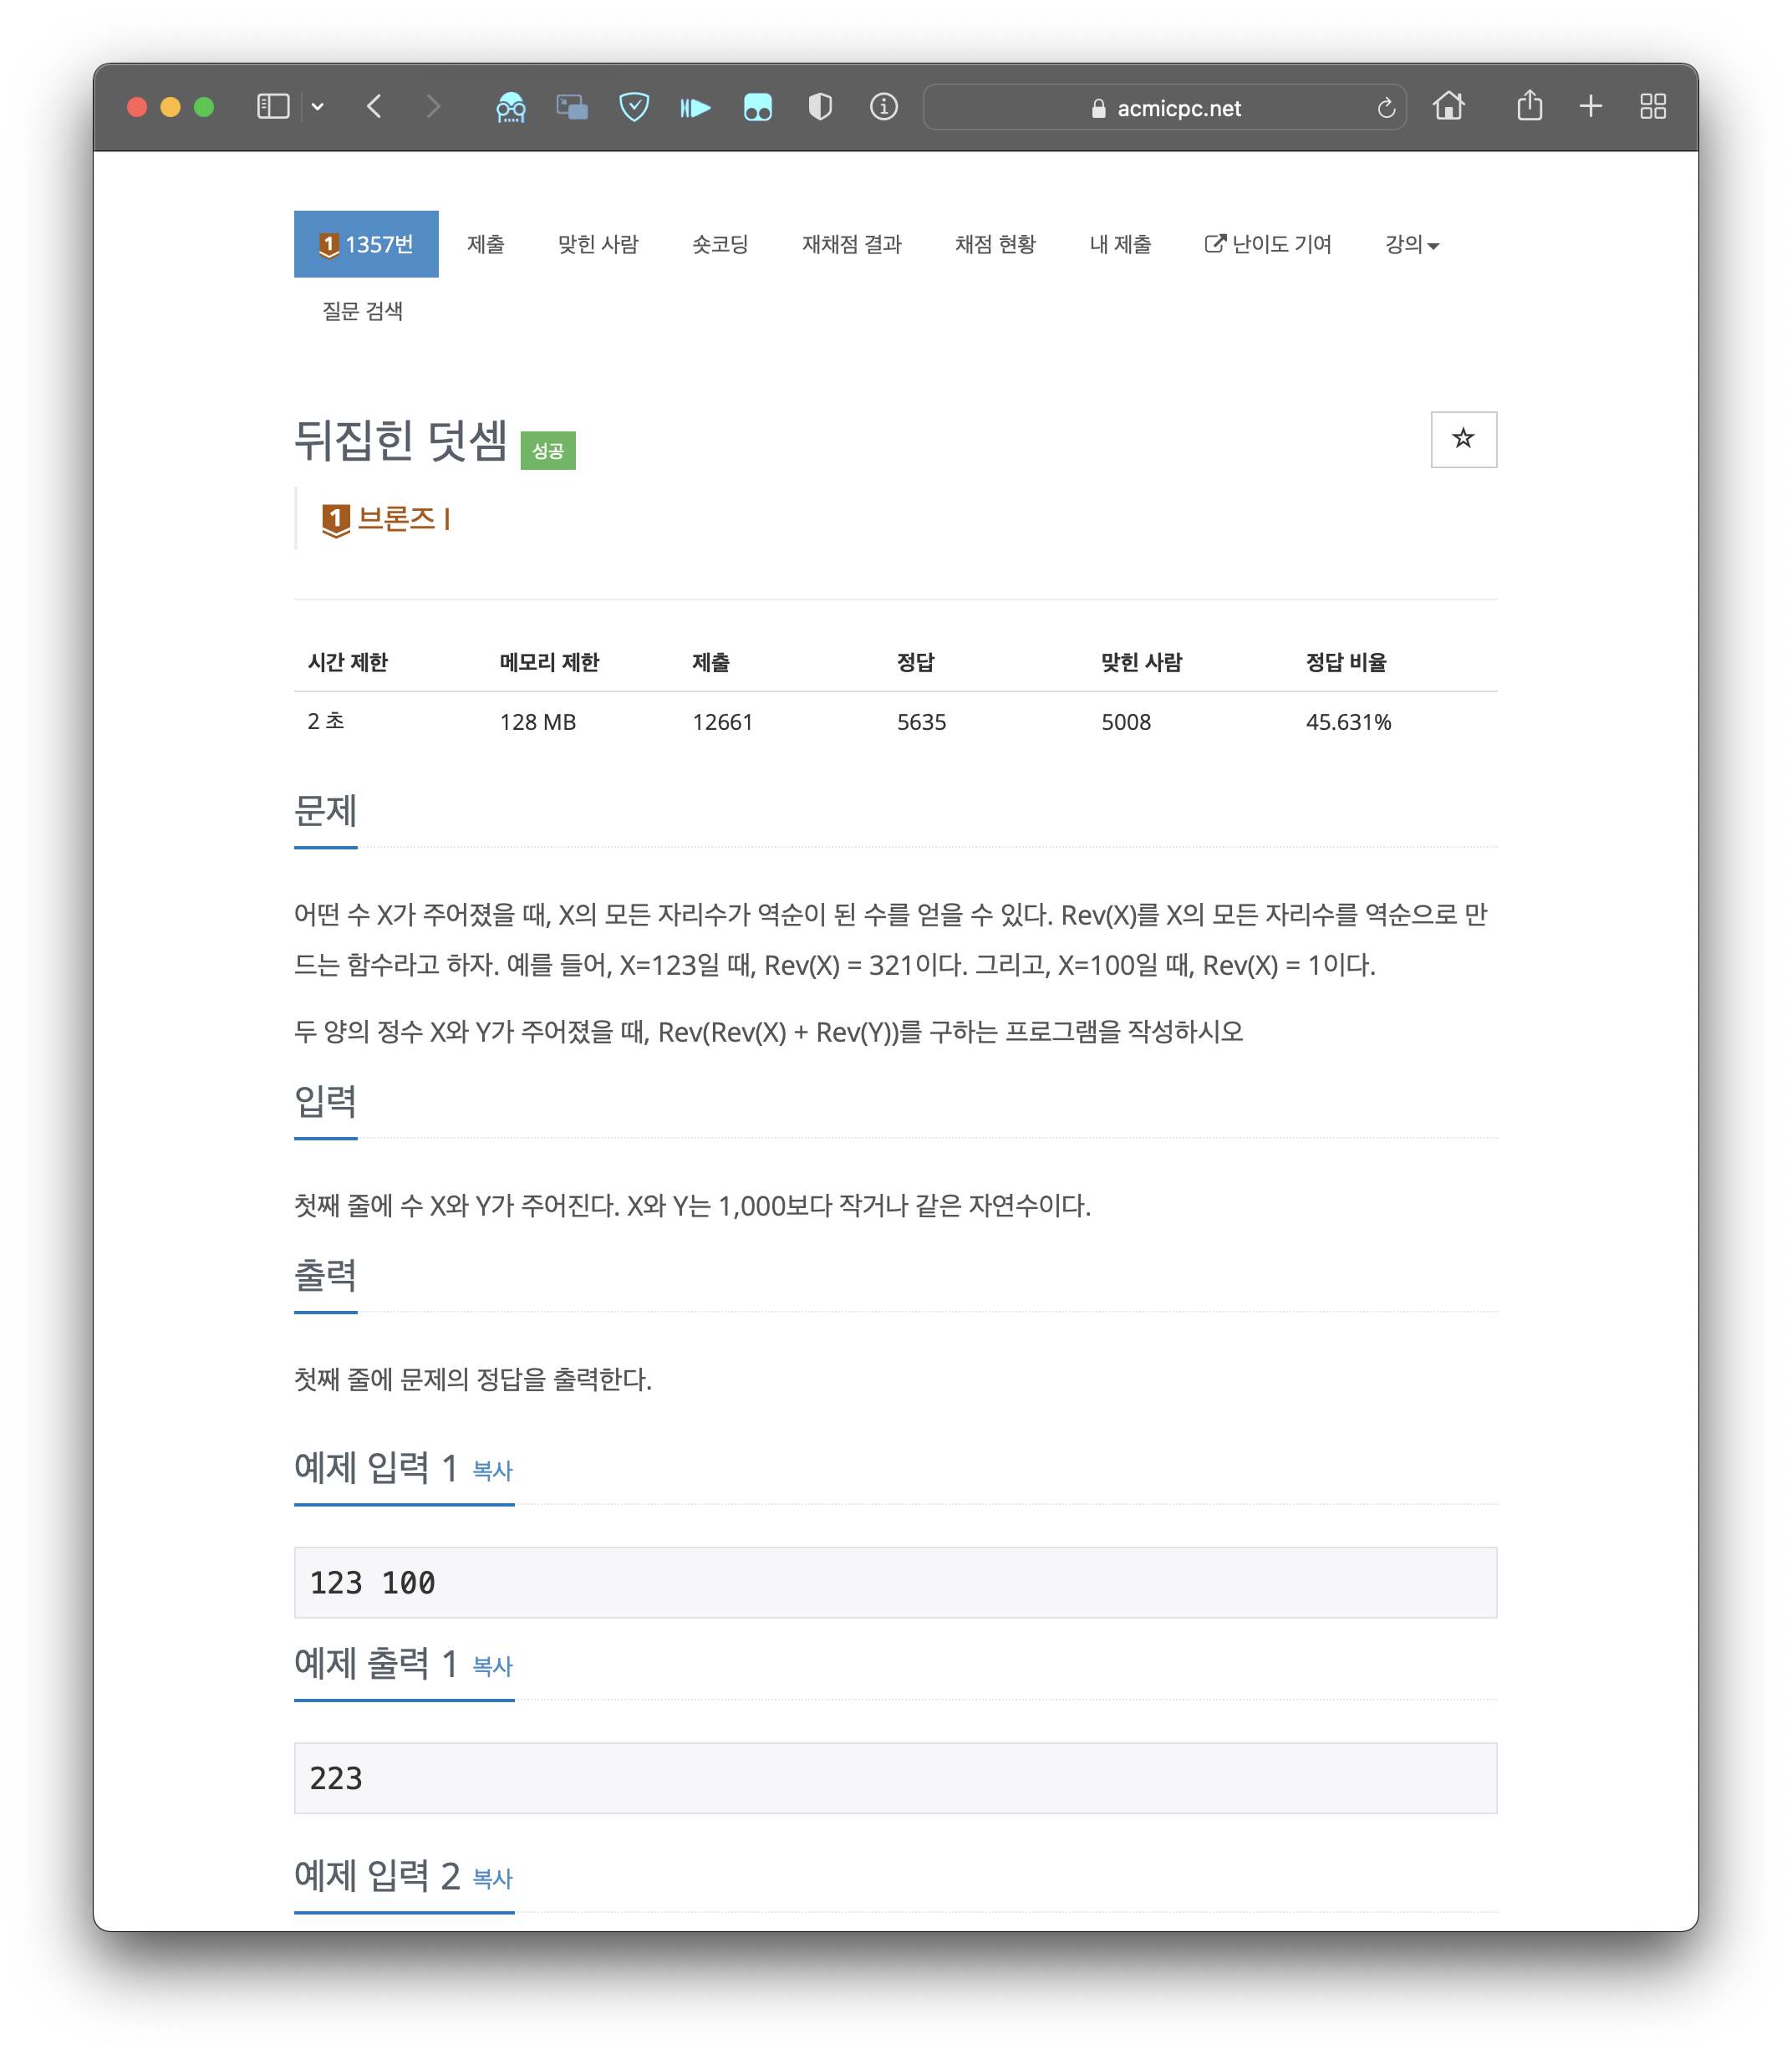 acmicpc.net
1 1357번 제출 맞힌 사람 숏코딩 재채점 결과 채점 현황 내 제출 난이도 기여 강의
질문 검색
뒤집힌 덧셈 성공
1 브론즈 I
시간 제한 메모리 제한 제출 정답 맞힌 사람 정답 비율
2 초 128 MB 12661 5635 5008 45.631%
문제
어떤 수 X가 주어졌을 때, X의 모든 자리수가 역순이 된 수를 얻을 수 있다. Rev(X)를 X의 모든 자리수를 역순으로 만
드는 함수라고 하자. 예를 들어, X=123일 때, Rev(X) = 321이다. 그리고, X=100일 때, Rev(X) = 1이다.
두 양의 정수 X와 Y가 주어졌을 때, Rev(Rev(X) + Rev(Y))를 구하는 프로그램을 작성하시오
입력
첫째 줄에 수 X와 Y가 주어진다. X와 Y는 1,000보다 작거나 같은 자연수이다.
출력
첫째 줄에 문제의 정답을 출력한다.
예제 입력 1 복사
123 100
예제 출력 1 복사
223
예제 입력 2 복사